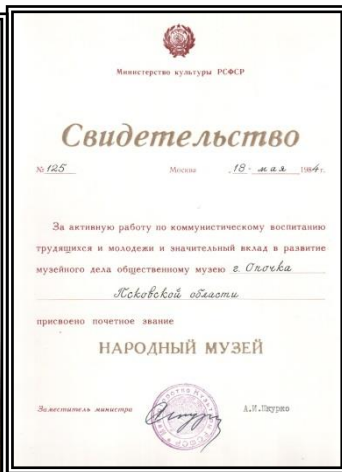 Министерство культуры РСФСР
Свидетельство
№ 125 Москва 18 мая 1984г.
За активную работу по коммунистическому воспитанию
трудящихся и молодежи и значительный вклад в развитие
музейного дела общественному музею г. Опочка
Псковской области
присвоено почетное звание
НАРОДНЫЙ МУЗЕЙ
Заместитель министра А.И.Шкурко